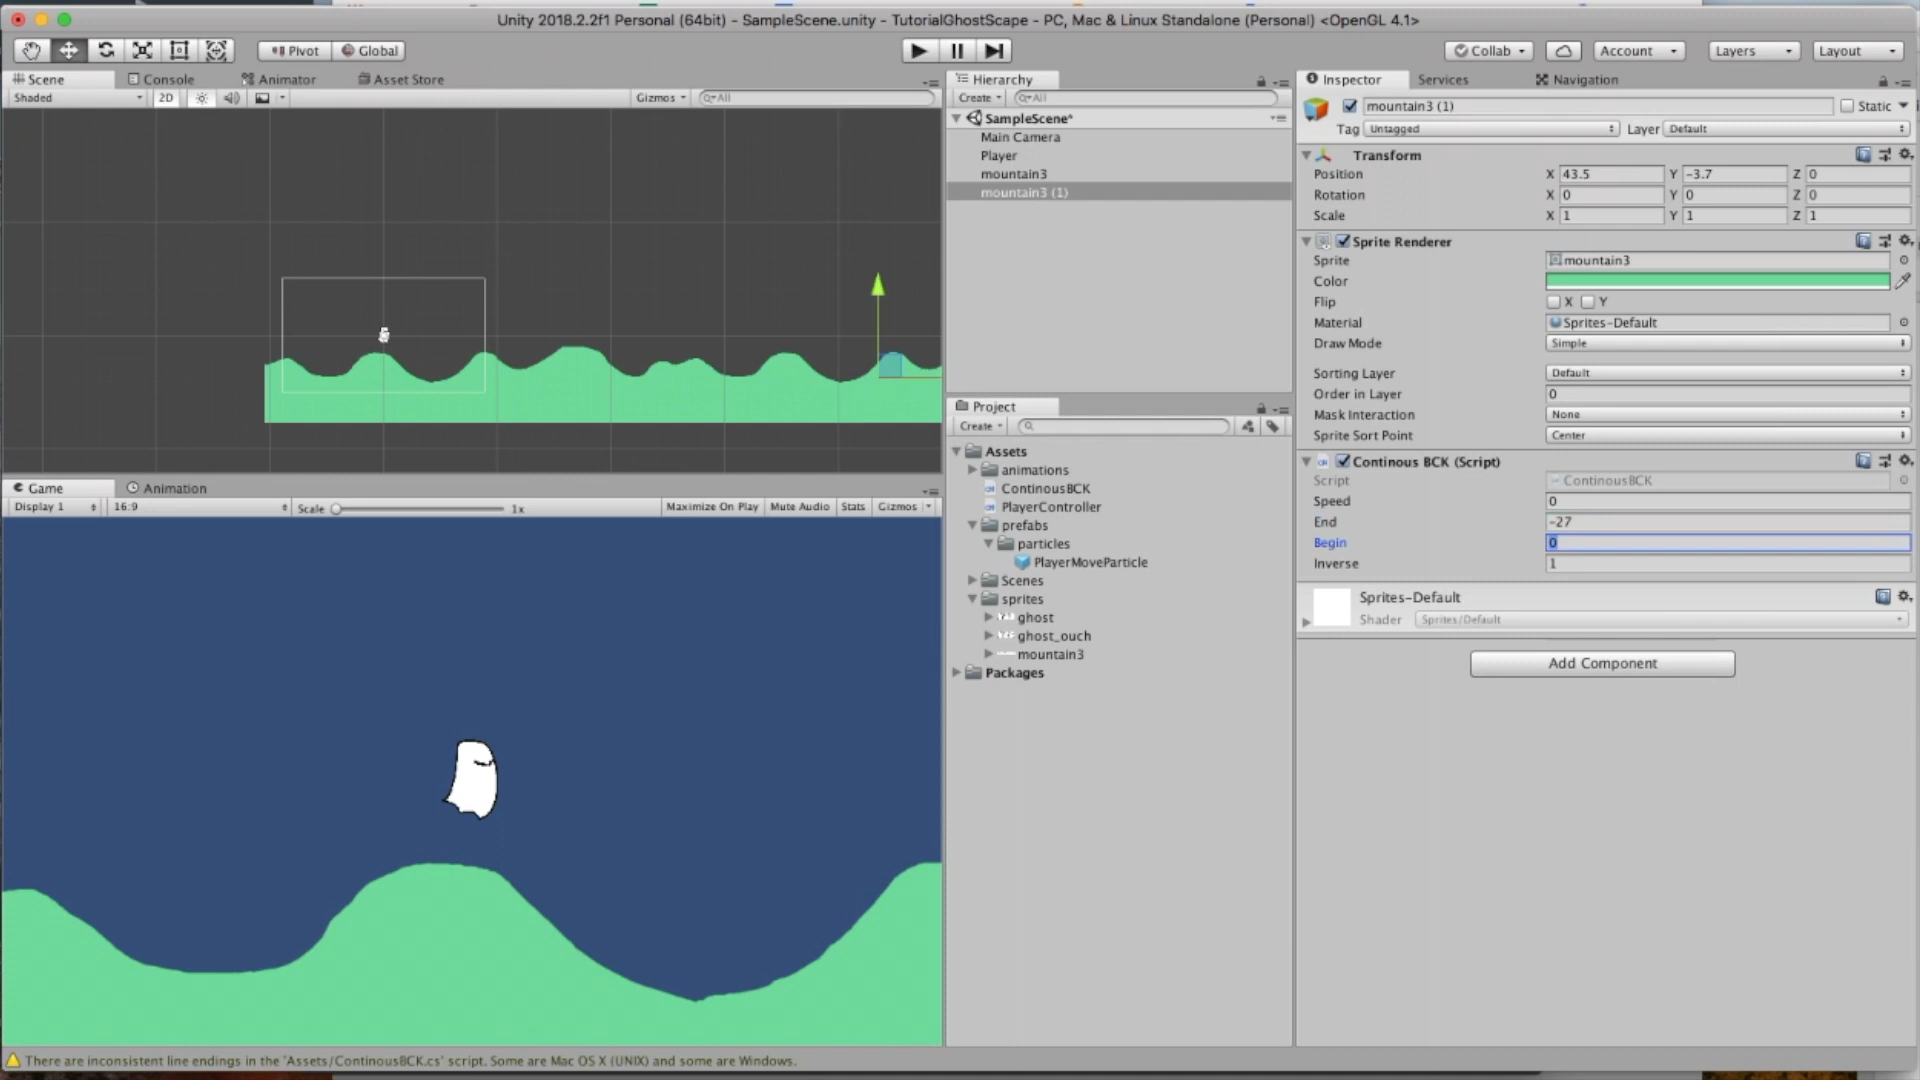 Unity 2018.2.2f1 Personal (64bit) - SampleScene.unity - TutorialGhostScape - PC, Mac & Linux Standalone (Personal) <OpenGL 4.1>
Pivot Global Collab Account Layers Layout
Scene Console Animator Asset Store
Shaded 2D Gizmos All
Hierarchy
Create All
SampleScene*
Main Camera
Player
mountain3
mountain3 (1)
Game Animation
Display 1 16:9 Scale 1x Maximize On Play Mute Audio Stats Gizmos
Project
Create
Assets
animations
ContinousBCK
PlayerController
prefabs
particles
PlayerMoveParticle
Scenes
sprites
ghost
ghost_ouch
mountain3
Packages
Inspector Services Navigation
mountain3 (1) Static
Tag Untagged Layer Default
Transform
Position X 43.5 Y -3.7 Z 0
Rotation X 0 Y 0 Z 0
Scale X 1 Y 1 Z 1
Sprite Renderer
Sprite mountain3
Color
Flip X Y
Material Sprites-Default
Draw Mode Simple
Sorting Layer Default
Order in Layer 0
Mask Interaction None
Sprite Sort Point Center
Continous BCK (Script)
Script ContinousBCK
Speed 0
End -27
Begin 0
Inverse 1
Sprites-Default
Shader Sprites/Default
Add Component
There are inconsistent line endings in the 'Assets/ContinousBCK.cs' script. Some are Mac OS X (UNIX) and some are Windows.